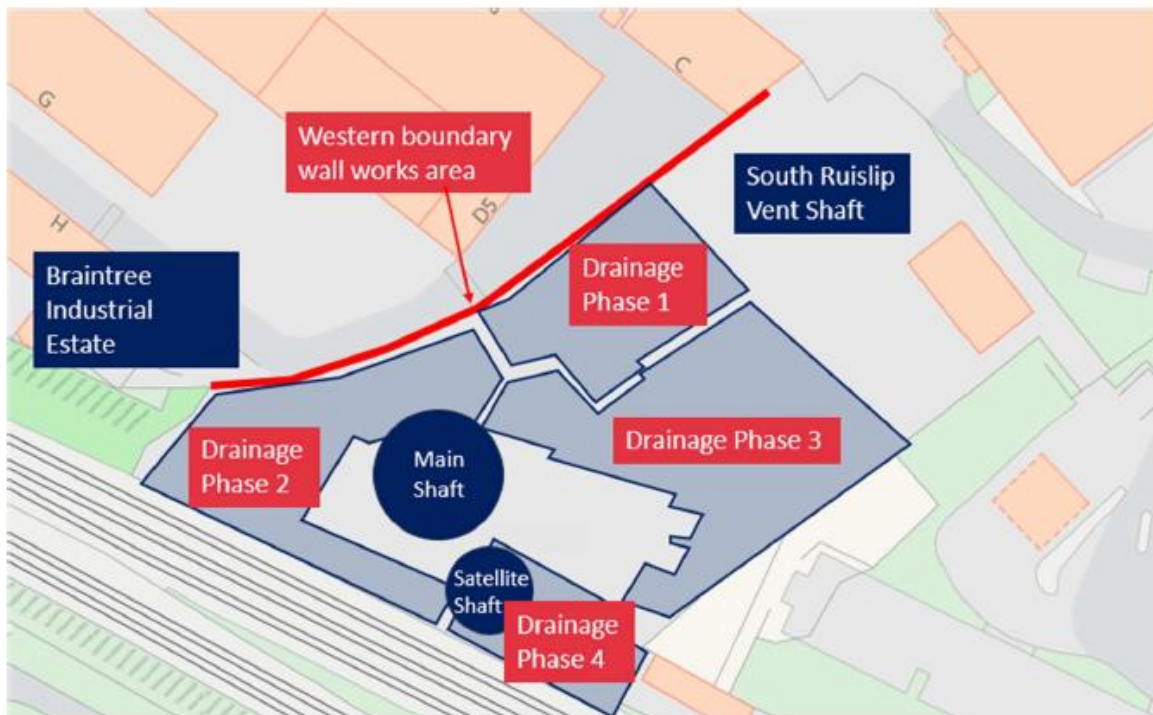 G
C
Western boundary
wall works area
South Ruislip
Vent Shaft
D5
H
Braintree
Industrial
Estate
Drainage
Phase 1
Drainage
Phase 2
Main
Shaft
Drainage Phase 3
Satellite
Shaft
Drainage
Phase 4